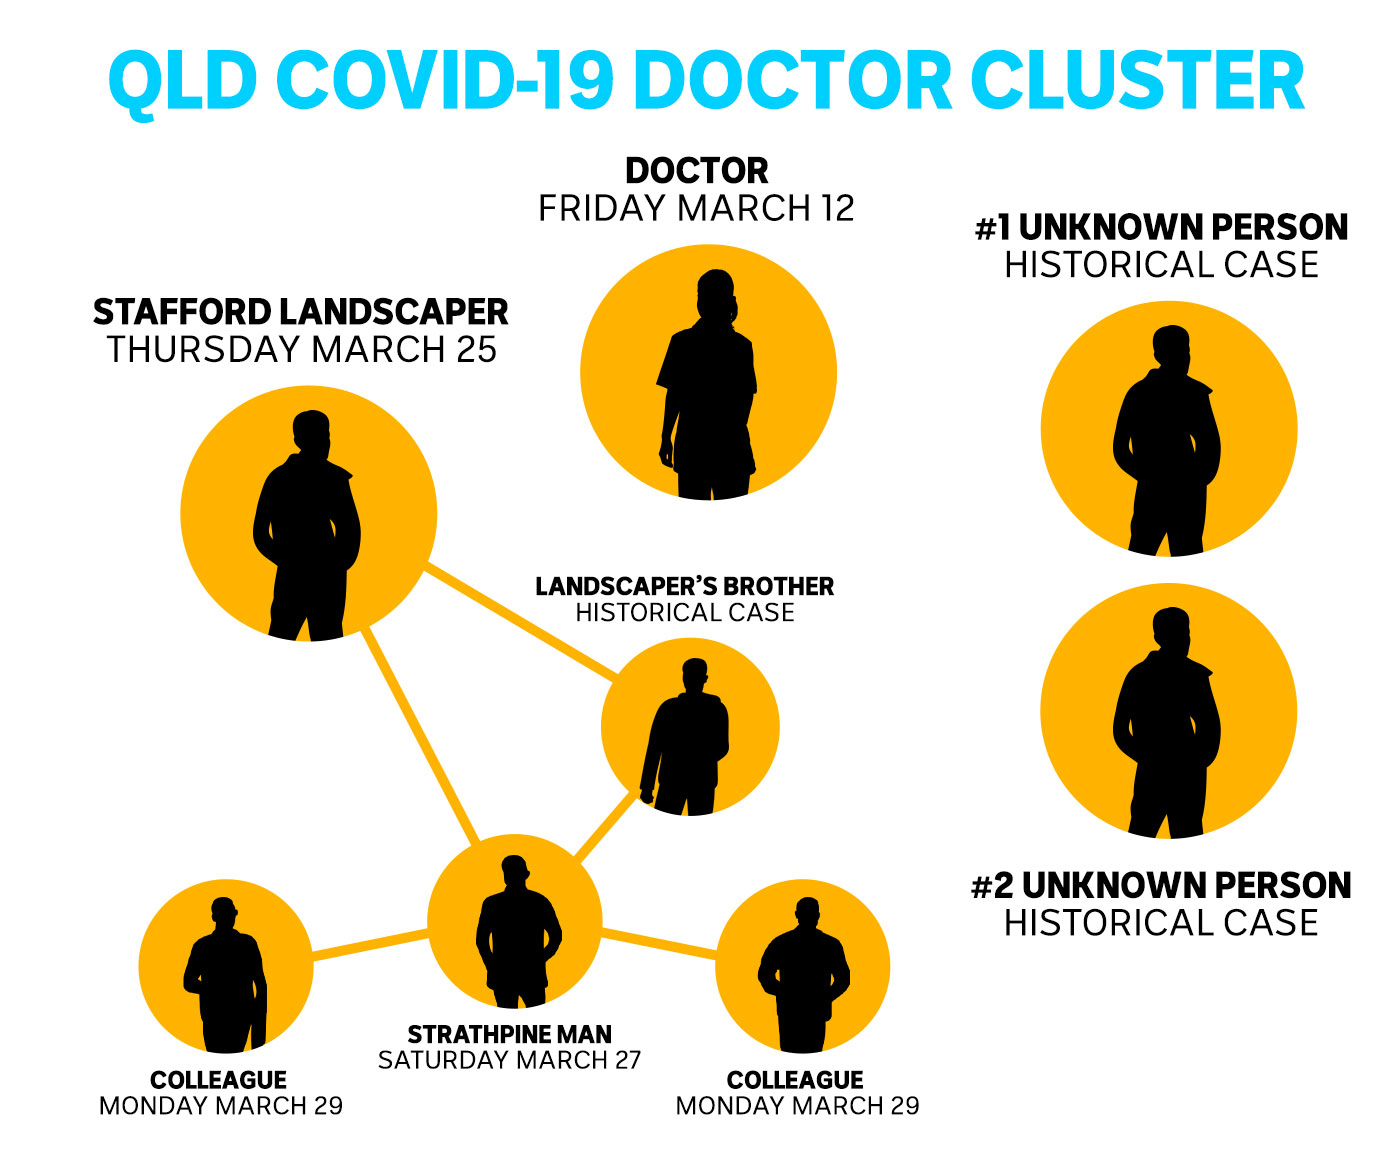 QLD COVID-19 DOCTOR CLUSTER
DOCTOR
FRIDAY MARCH 12
#1 UNKNOWN PERSON
HISTORICAL CASE
STAFFORD LANDSCAPER
THURSDAY MARCH 25
LANDSCAPER’S BROTHER
HISTORICAL CASE
#2 UNKNOWN PERSON
HISTORICAL CASE
STRATHPINE MAN
SATURDAY MARCH 27
COLLEAGUE
MONDAY MARCH 29
COLLEAGUE
MONDAY MARCH 29